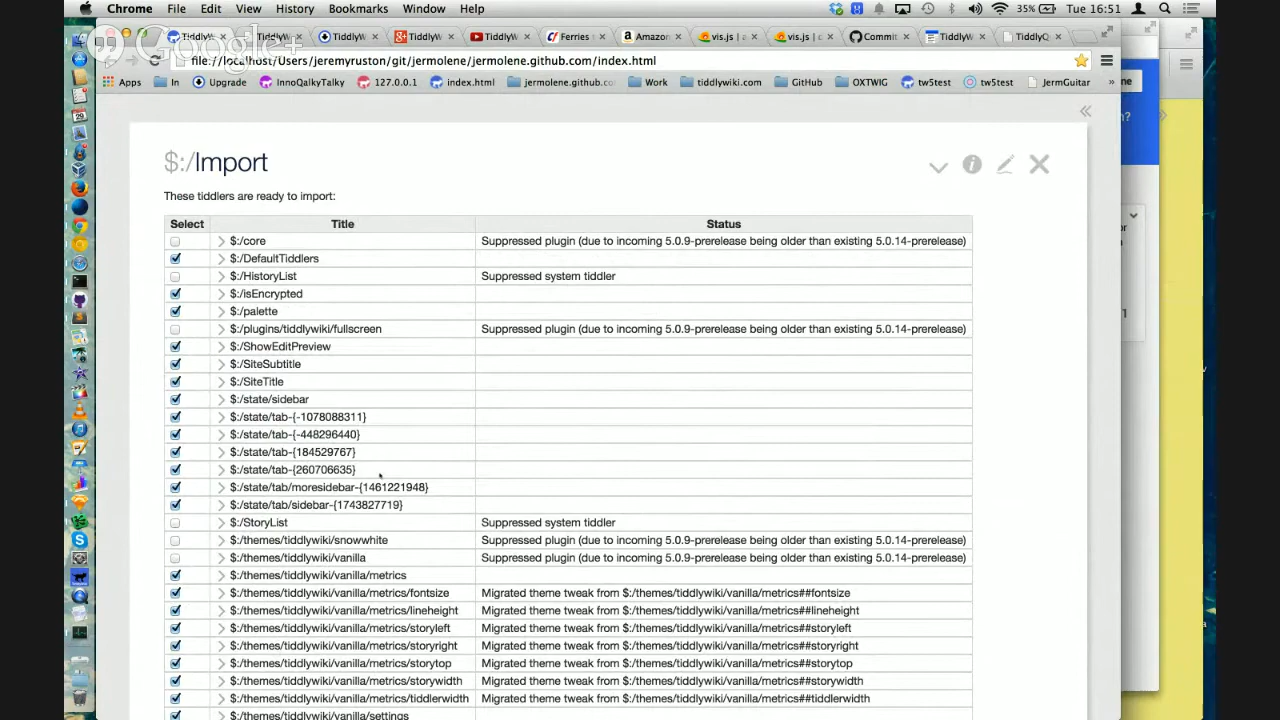 Chrome File Edit View History Bookmarks Window Help 35% Tue 16:51
Google+
TiddlyW TiddlyW TiddlyW Ferries Amazon vis.js | a vis.js | Commit TiddlyW TiddlyC
file://localhost/Users/jeremyruston/git/jermolene/jermolene.github.com/index.html
Apps In Upgrade InnoQalkyTalky 127.0.0.1 index.html jermolene.github.co Work tiddlywiki.com GitHub OXTWIG tw5test tw5test JermGuitar »
$:/Import
These tiddlers are ready to import:
Select Title Status
$:/core Suppressed plugin (due to incoming 5.0.9-prerelease being older than existing 5.0.14-prerelease)
$:/DefaultTiddlers
$:/HistoryList Suppressed system tiddler
$:/isEncrypted
$:/palette
$:/plugins/tiddlywiki/fullscreen Suppressed plugin (due to incoming 5.0.9-prerelease being older than existing 5.0.14-prerelease)
$:/ShowEditPreview
$:/SiteSubtitle
$:/SiteTitle
$:/state/sidebar
$:/state/tab-{-1078088311}
$:/state/tab-{-448296440}
$:/state/tab-{184529767}
$:/state/tab-{260706635}
$:/state/tab/moresidebar-{1461221948}
$:/state/tab/sidebar-{1743827719}
$:/StoryList Suppressed system tiddler
$:/themes/tiddlywiki/snowwhite Suppressed plugin (due to incoming 5.0.9-prerelease being older than existing 5.0.14-prerelease)
$:/themes/tiddlywiki/vanilla Suppressed plugin (due to incoming 5.0.9-prerelease being older than existing 5.0.14-prerelease)
$:/themes/tiddlywiki/vanilla/metrics
$:/themes/tiddlywiki/vanilla/metrics/fontsize Migrated theme tweak from $:/themes/tiddlywiki/vanilla/metrics##fontsize
$:/themes/tiddlywiki/vanilla/metrics/lineheight Migrated theme tweak from $:/themes/tiddlywiki/vanilla/metrics##lineheight
$:/themes/tiddlywiki/vanilla/metrics/storyleft Migrated theme tweak from $:/themes/tiddlywiki/vanilla/metrics##storyleft
$:/themes/tiddlywiki/vanilla/metrics/storyright Migrated theme tweak from $:/themes/tiddlywiki/vanilla/metrics##storyright
$:/themes/tiddlywiki/vanilla/metrics/storytop Migrated theme tweak from $:/themes/tiddlywiki/vanilla/metrics##storytop
$:/themes/tiddlywiki/vanilla/metrics/storywidth Migrated theme tweak from $:/themes/tiddlywiki/vanilla/metrics##storywidth
$:/themes/tiddlywiki/vanilla/metrics/tiddlerwidth Migrated theme tweak from $:/themes/tiddlywiki/vanilla/metrics##tiddlerwidth
$:/themes/tiddlywiki/vanilla/settings